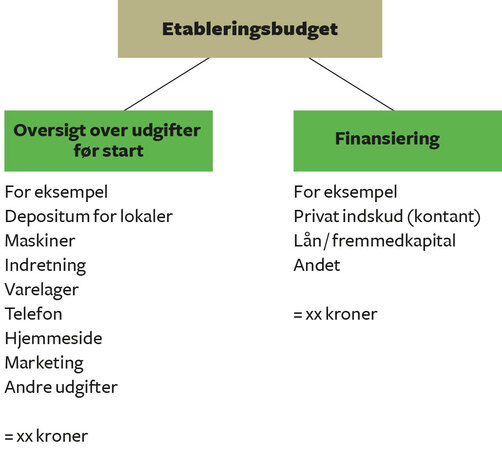 Etableringsbudget
Oversigt over udgifter
før start
For eksempel
Depositum for lokaler
Maskiner
Indretning
Varelager
Telefon
Hjemmeside
Marketing
Andre udgifter
= xx kroner
Finansiering
For eksempel
Privat indskud (kontant)
Lån / fremmedkapital
Andet
= xx kroner